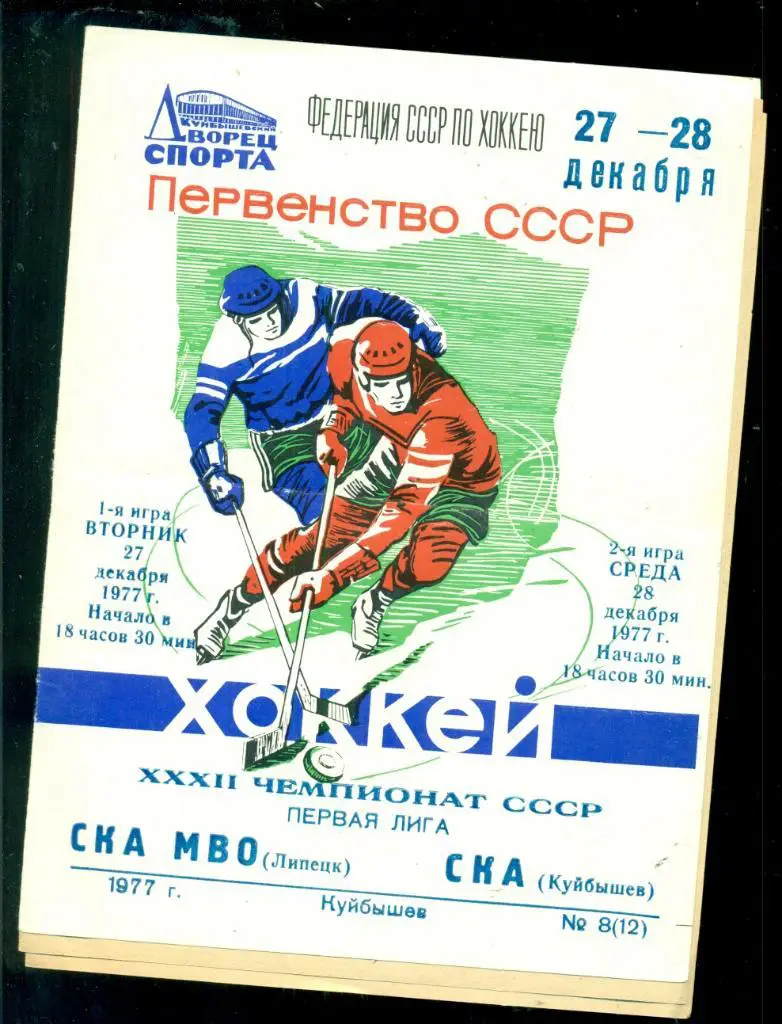 КУЙБЫШЕВСКИЙ
ДВОРЕЦ
СПОРТА
ФЕДЕРАЦИЯ СССР ПО ХОККЕЮ
27 — 28
декабря
Первенство СССР
1-я игра
ВТОРНИК
27
декабря
1977 г.
Начало в
18 часов 30 мин
2-я игра
СРЕДА
28
декабря
1977 г.
Начало в
18 часов 30 мин.
Хоккей
XXXII ЧЕМПИОНАТ СССР
ПЕРВАЯ ЛИГА
СКА МВО (Липецк)
СКА (Куйбышев)
1977 г.
Куйбышев
№ 8(12)